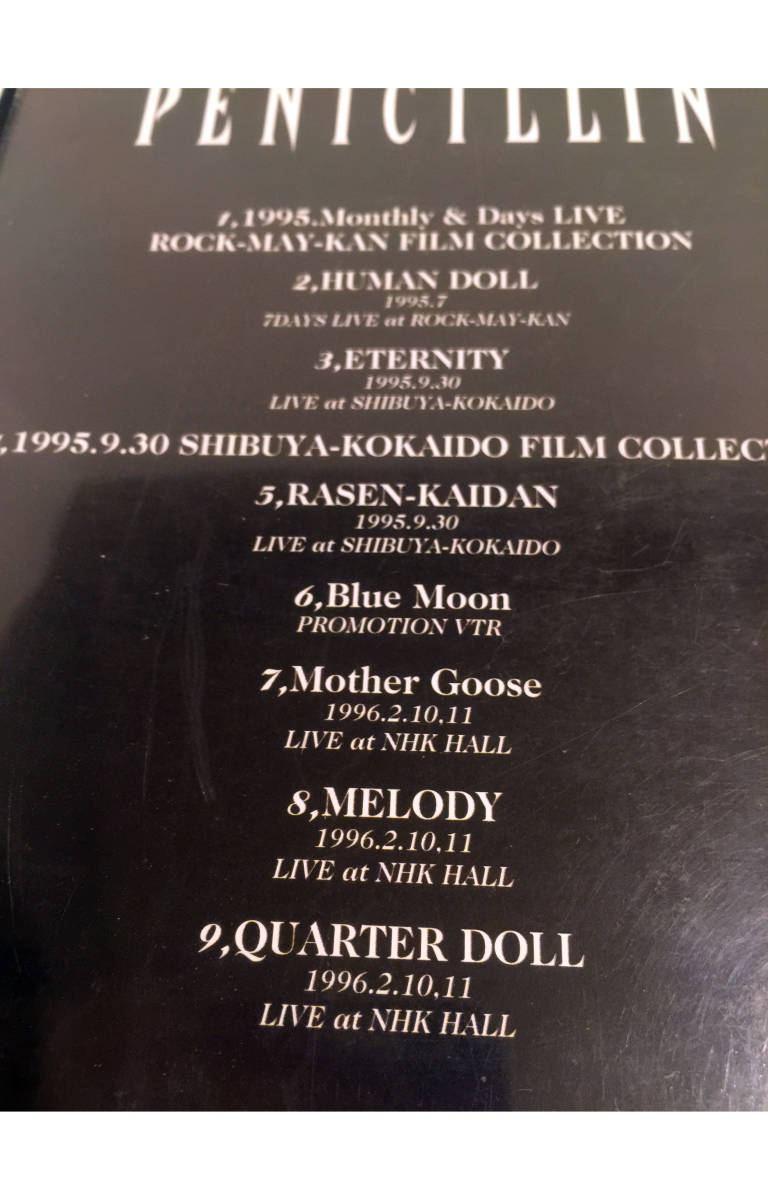 PENICILLIN
1,1995.Monthly & Days LIVE
ROCK-MAY-KAN FILM COLLECTION
2,HUMAN DOLL
1995.7
7DAYS LIVE at ROCK-MAY-KAN
3,ETERNITY
1995.9.30
LIVE at SHIBUYA-KOKAIDO
,1995.9.30 SHIBUYA-KOKAIDO FILM COLLECT
5,RASEN-KAIDAN
1995.9.30
LIVE at SHIBUYA-KOKAIDO
6,Blue Moon
PROMOTION VTR
7,Mother Goose
1996.2.10,11
LIVE at NHK HALL
8,MELODY
1996.2.10,11
LIVE at NHK HALL
9,QUARTER DOLL
1996.2.10,11
LIVE at NHK HALL